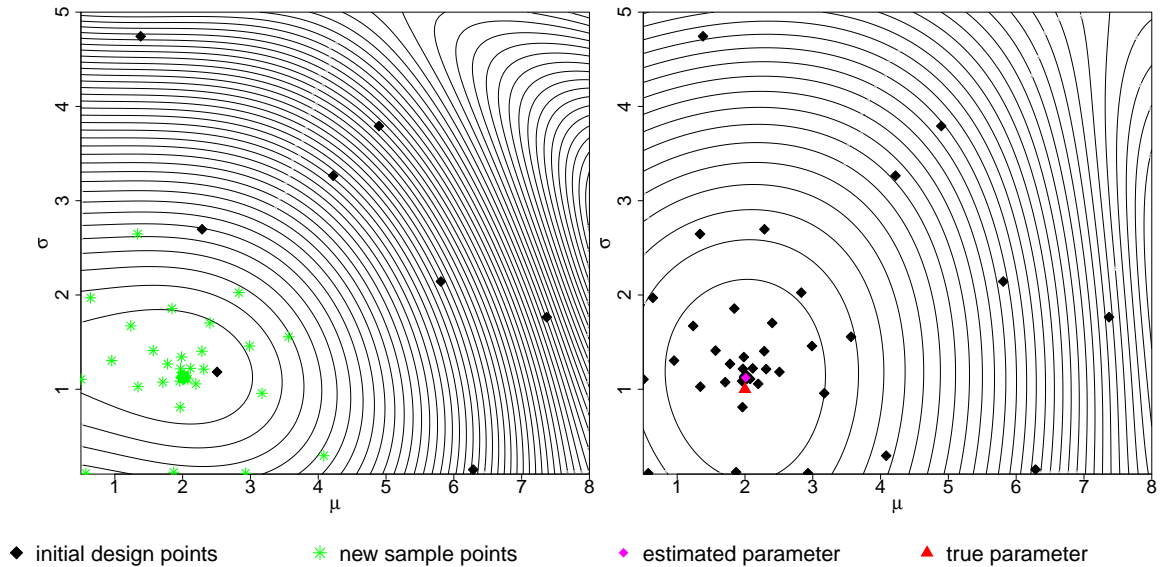 5
4
3
2
1
σ
1 2 3 4 5 6 7 8
μ
5
4
3
2
1
σ
1 2 3 4 5 6 7 8
μ
initial design points
new sample points
estimated parameter
true parameter